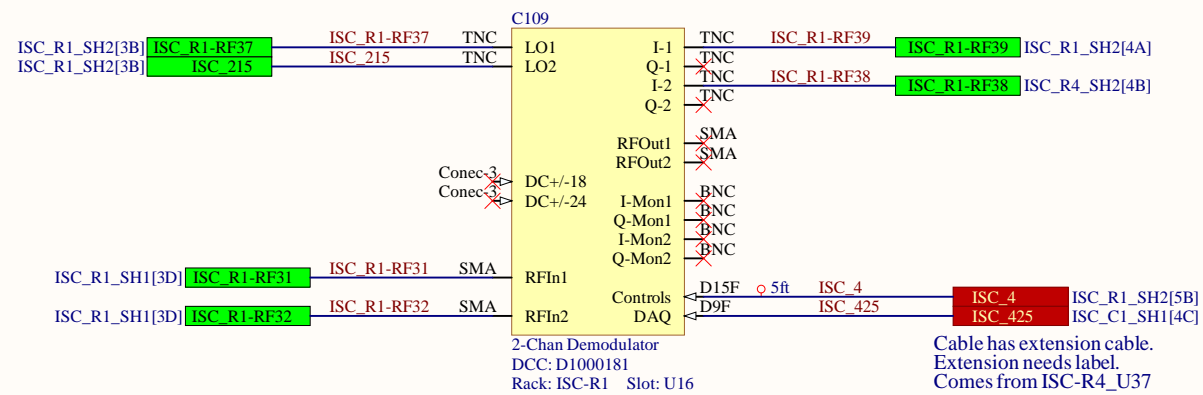 C109
ISC_R1_SH2[3B] ISC_R1-RF37 ISC_R1-RF37 TNC LO1 I-1 TNC ISC_R1-RF39 ISC_R1-RF39 ISC_R1_SH2[4A]
ISC_R1_SH2[3B] ISC_215 ISC_215 TNC LO2 Q-1 TNC
I-2 TNC ISC_R1-RF38 ISC_R1-RF38 ISC_R4_SH2[4B]
Q-2 TNC
RFOut1 SMA
RFOut2 SMA
Conec-3 DC+/-18
Conec-3 DC+/-24 I-Mon1 BNC
Q-Mon1 BNC
I-Mon2 BNC
Q-Mon2 BNC
ISC_R1_SH1[3D] ISC_R1-RF31 ISC_R1-RF31 SMA RFIn1
Controls D15F 5ft ISC_4 ISC_4 ISC_R1_SH2[5B]
ISC_R1_SH1[3D] ISC_R1-RF32 ISC_R1-RF32 SMA RFIn2 DAQ D9F ISC_425 ISC_425 ISC_C1_SH1[4C]
2-Chan Demodulator
DCC: D1000181
Rack: ISC-R1 Slot: U16
Cable has extension cable.
Extension needs label.
Comes from ISC-R4_U37